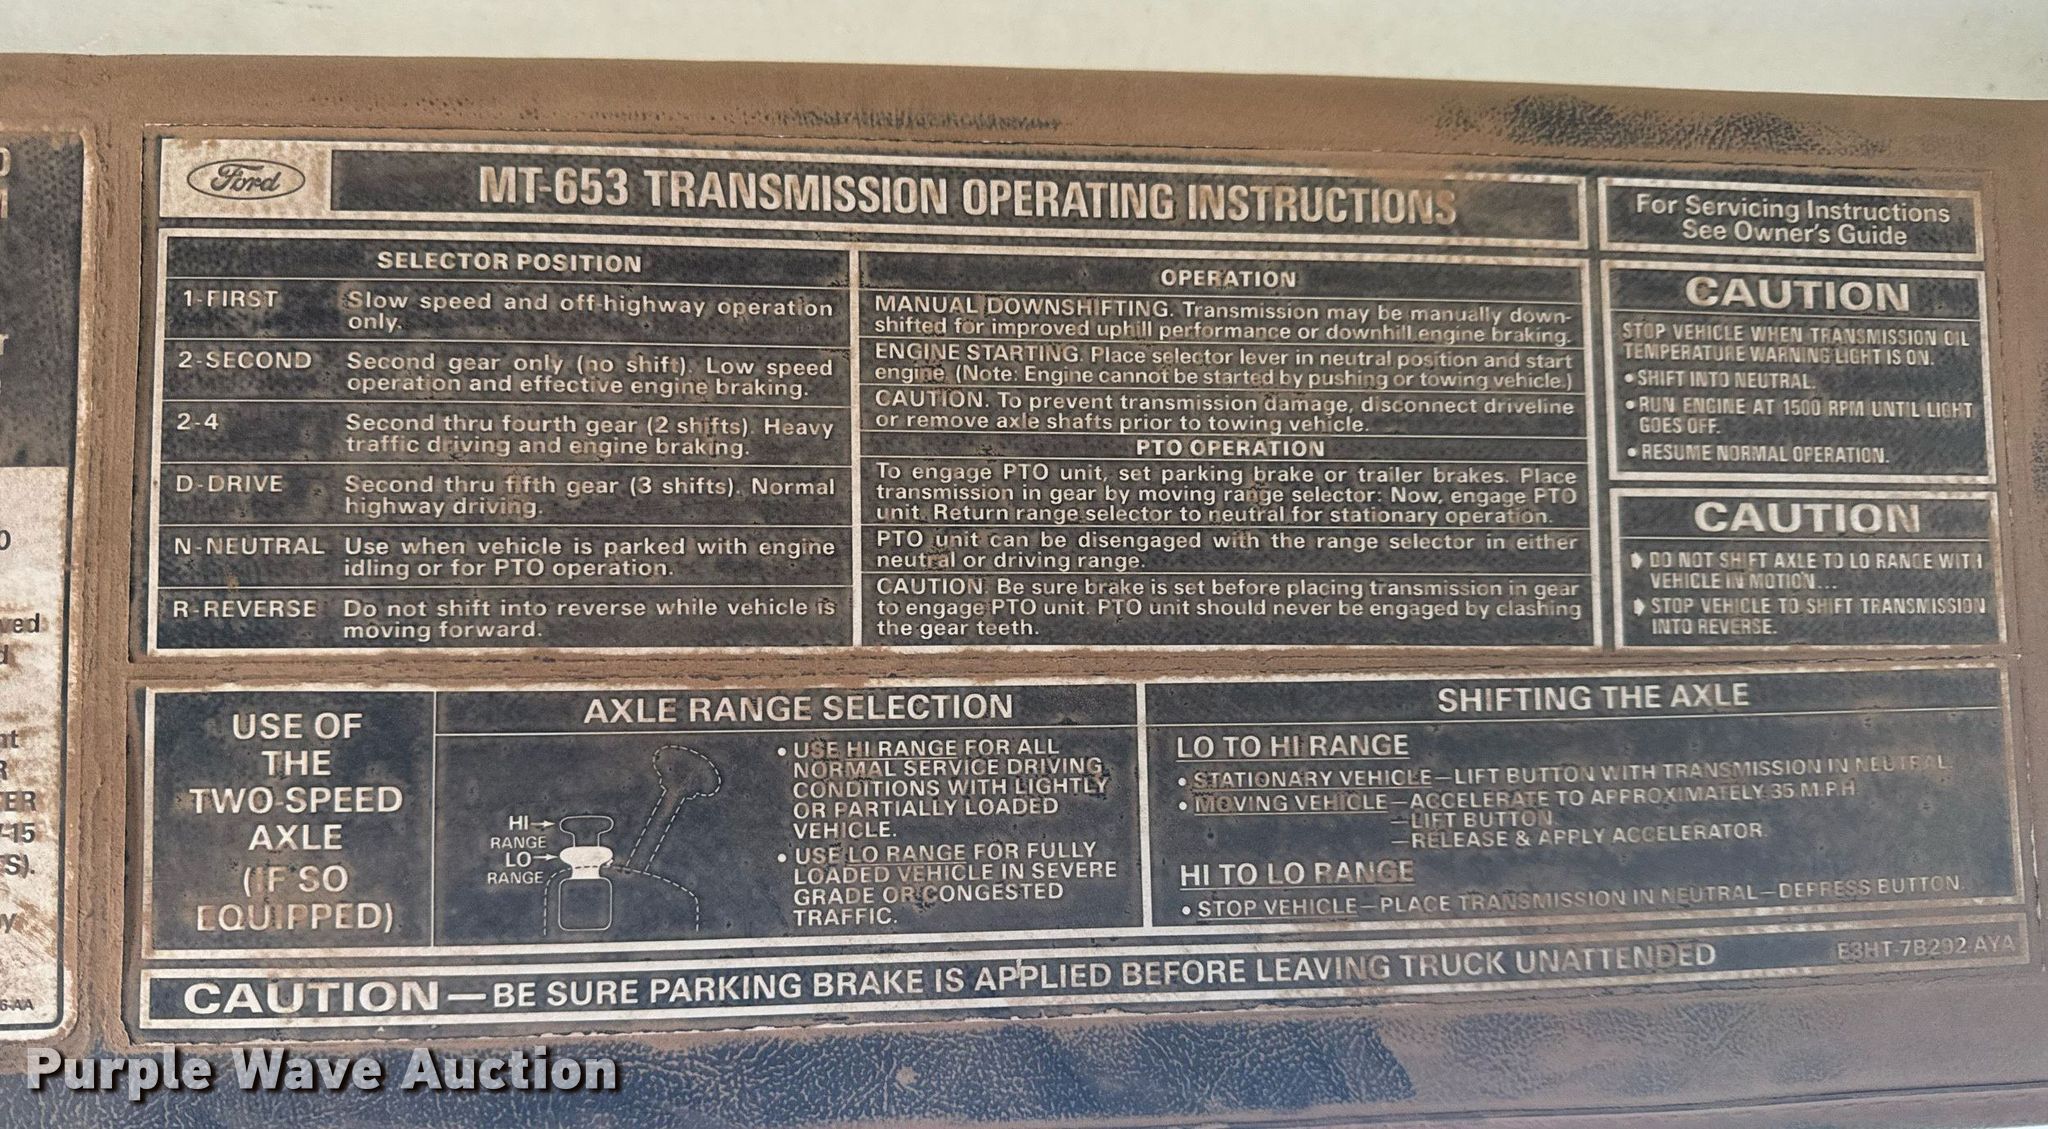 Ford
MT-653 TRANSMISSION OPERATING INSTRUCTIONS
For Servicing Instructions
See Owner's Guide
SELECTOR POSITION
1-FIRST Slow speed and off-highway operation
only.
2-SECOND Second gear only (no shift). Low speed
operation and effective engine braking.
2-4 Second thru fourth gear (2 shifts). Heavy
traffic driving and engine braking.
D-DRIVE Second thru fifth gear (3 shifts). Normal
highway driving.
N-NEUTRAL Use when vehicle is parked with engine
idling or for PTO operation.
R-REVERSE Do not shift into reverse while vehicle is
moving forward.
OPERATION
MANUAL DOWNSHIFTING. Transmission may be manually down-
shifted for improved uphill performance or downhill engine braking.
ENGINE STARTING. Place selector lever in neutral position and start
engine. (Note: Engine cannot be started by pushing or towing vehicle.)
CAUTION. To prevent transmission damage, disconnect driveline
or remove axle shafts prior to towing vehicle.
PTO OPERATION
To engage PTO unit, set parking brake or trailer brakes. Place
transmission in gear by moving range selector: Now, engage PTO
unit. Return range selector to neutral for stationary operation.
PTO unit can be disengaged with the range selector in either
neutral or driving range.
CAUTION. Be sure brake is set before placing transmission in gear
to engage PTO unit. PTO unit should never be engaged by clashing
the gear teeth.
CAUTION
STOP VEHICLE WHEN TRANSMISSION OIL
TEMPERATURE WARNING LIGHT IS ON.
• SHIFT INTO NEUTRAL.
• RUN ENGINE AT 1500 RPM UNTIL LIGHT
GOES OFF.
• RESUME NORMAL OPERATION.
CAUTION
DO NOT SHIFT AXLE TO LO RANGE WITH
VEHICLE IN MOTION...
STOP VEHICLE TO SHIFT TRANSMISSION
INTO REVERSE.
USE OF
THE
TWO-SPEED
AXLE
(IF SO
EQUIPPED)
AXLE RANGE SELECTION
HI
RANGE
LO
RANGE
• USE HI RANGE FOR ALL
NORMAL SERVICE DRIVING
CONDITIONS WITH LIGHTLY
OR PARTIALLY LOADED
VEHICLE.
• USE LO RANGE FOR FULLY
LOADED VEHICLE IN SEVERE
GRADE OR CONGESTED
TRAFFIC.
SHIFTING THE AXLE
LO TO HI RANGE
• STATIONARY VEHICLE—LIFT BUTTON WITH TRANSMISSION IN NEUTRAL.
• MOVING VEHICLE—ACCELERATE TO APPROXIMATELY 35 M.P.H.
—LIFT BUTTON.
—RELEASE & APPLY ACCELERATOR.
HI TO LO RANGE
• STOP VEHICLE—PLACE TRANSMISSION IN NEUTRAL—DEPRESS BUTTON.
CAUTION—BE SURE PARKING BRAKE IS APPLIED BEFORE LEAVING TRUCK UNATTENDED
E3HT-7B292 AYA
Purple Wave Auction